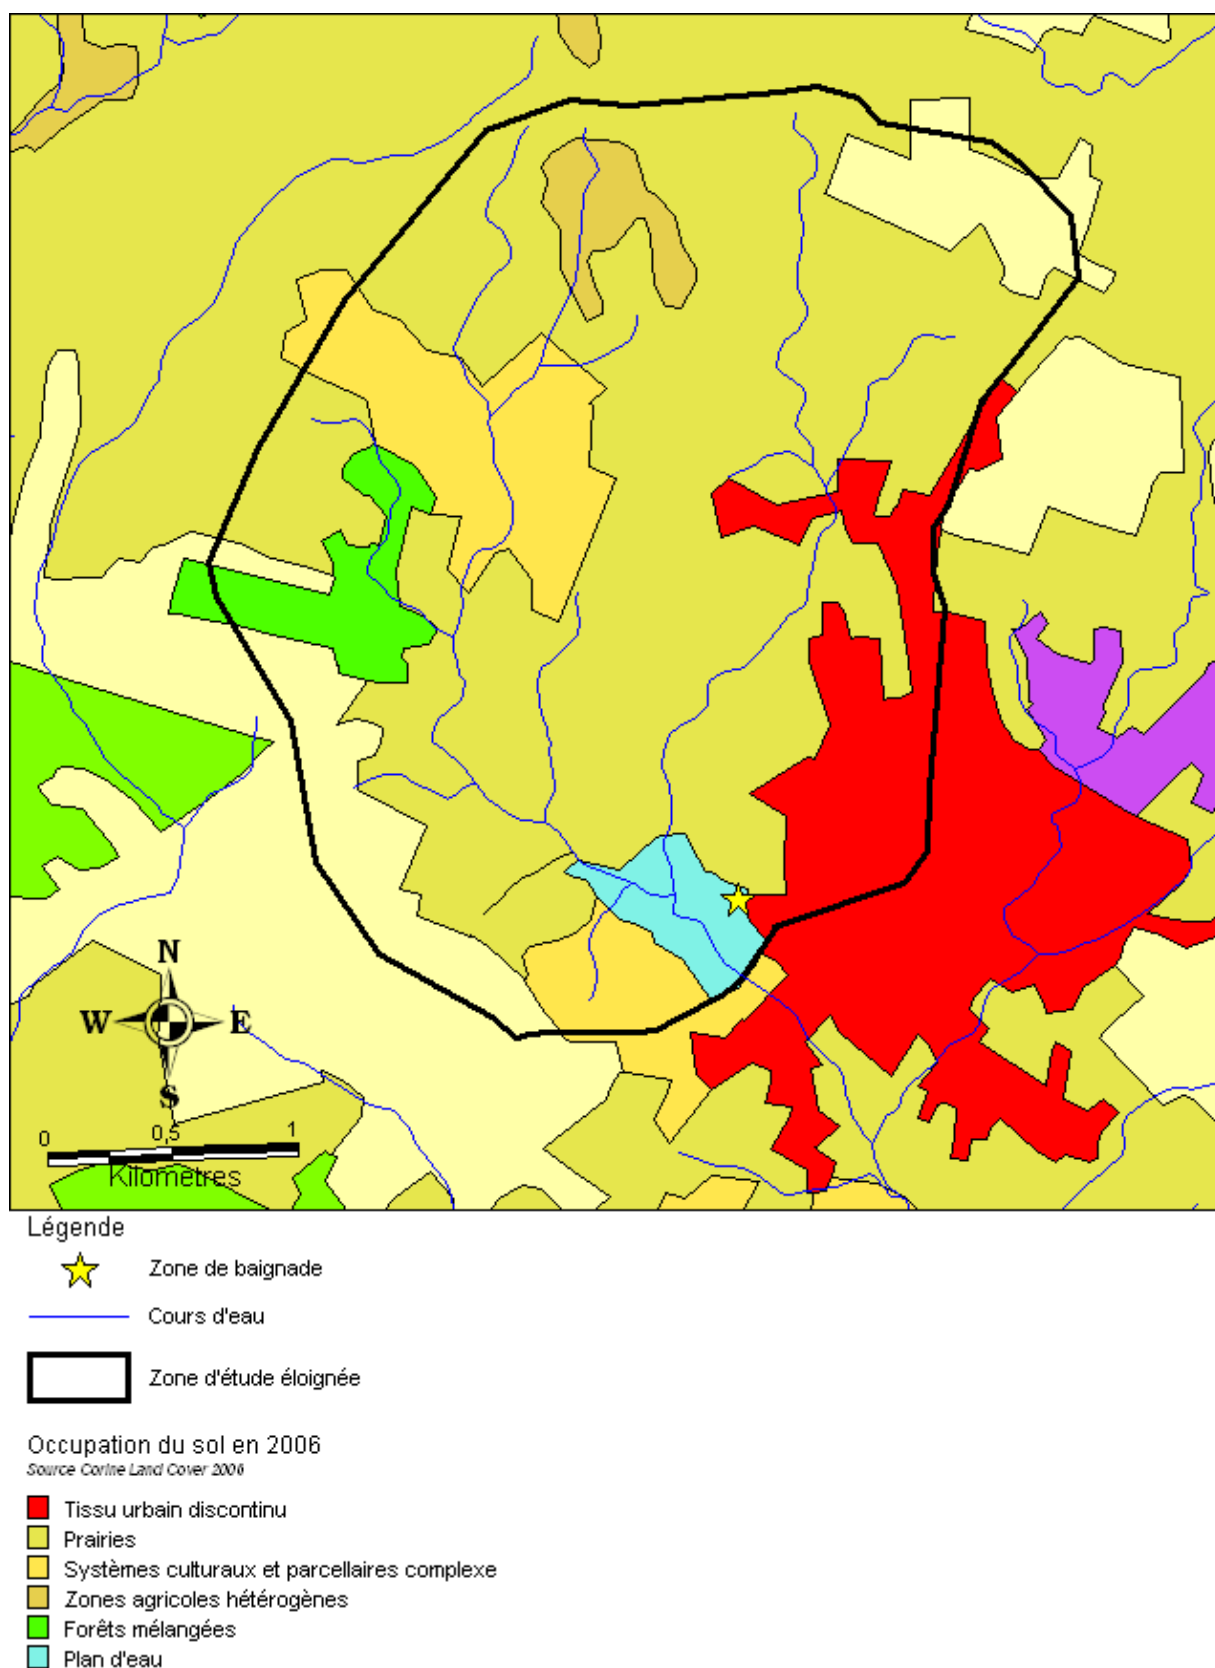 N
W E
S
0 0,5 1
Kilomètres
Légende
Zone de baignade
Cours d'eau
Zone d'étude éloignée
Occupation du sol en 2006
Source Corine Land Cover 2006
Tissu urbain discontinu
Prairies
Systèmes culturaux et parcellaires complexe
Zones agricoles hétérogènes
Forêts mélangées
Plan d'eau